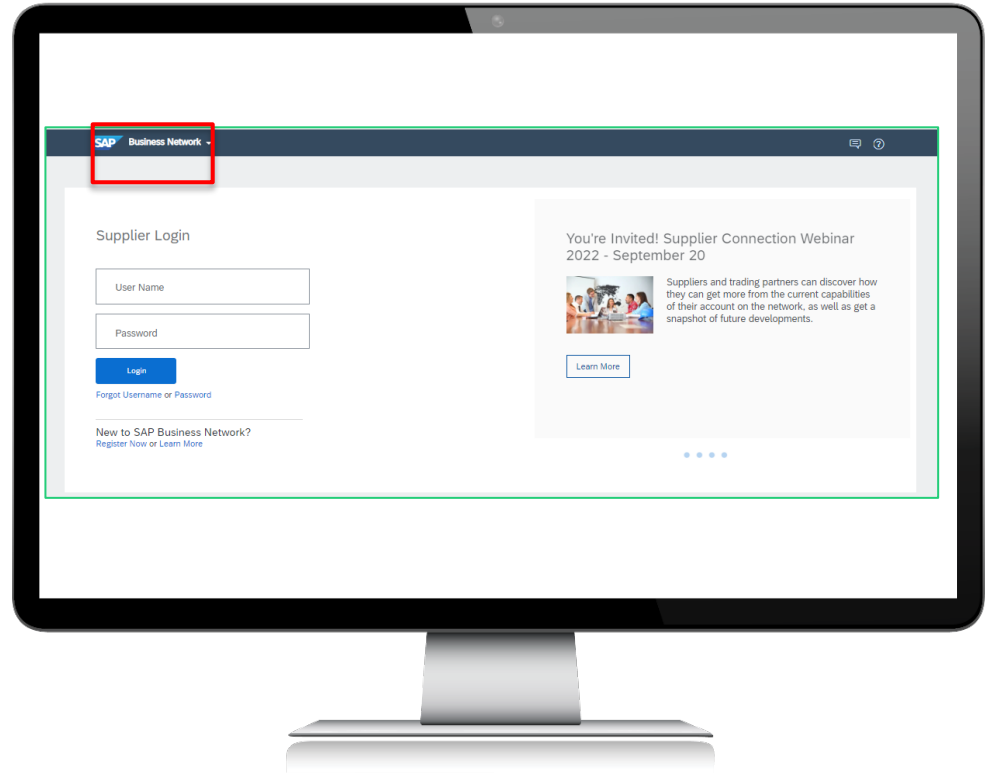 SAP Business Network
Supplier Login
User Name
Password
Login
Forgot Username or Password
New to SAP Business Network?
Register Now or Learn More
You're Invited! Supplier Connection Webinar
2022 - September 20
Suppliers and trading partners can discover how
they can get more from the current capabilities
of their account on the network, as well as get a
snapshot of future developments.
Learn More